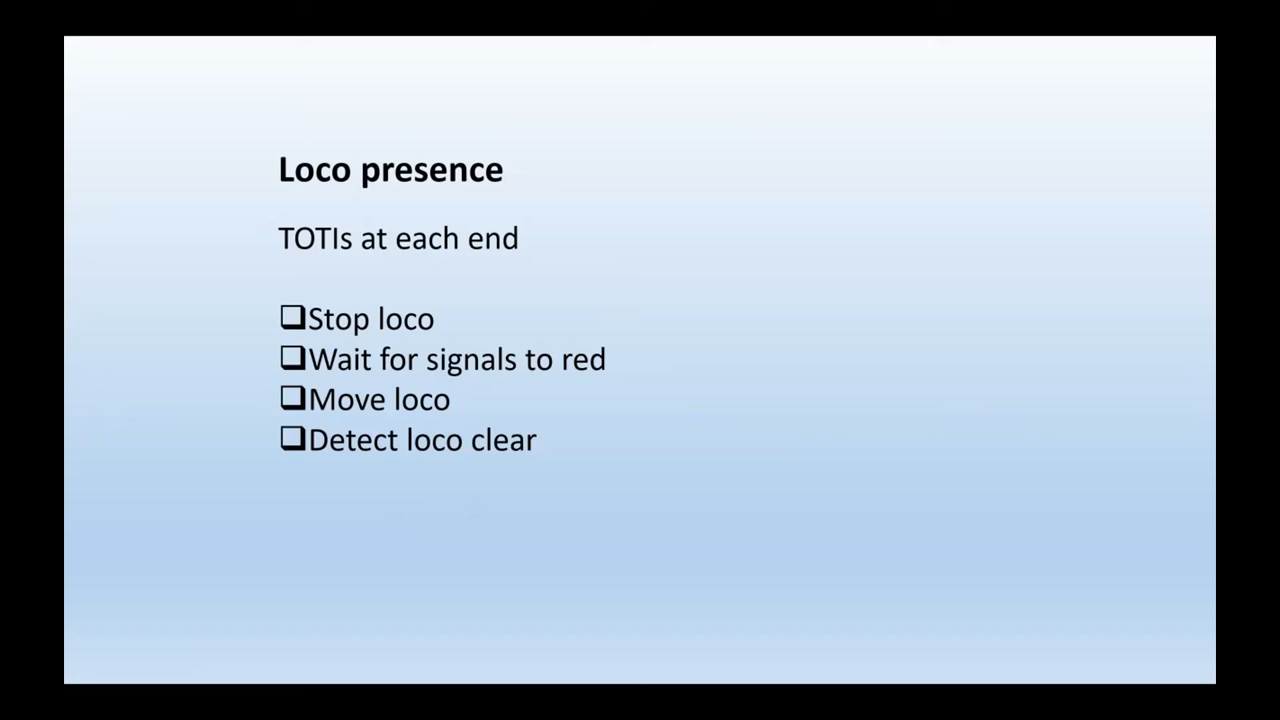 Loco presence
TOTIs at each end
❑Stop loco
❑Wait for signals to red
❑Move loco
❑Detect loco clear